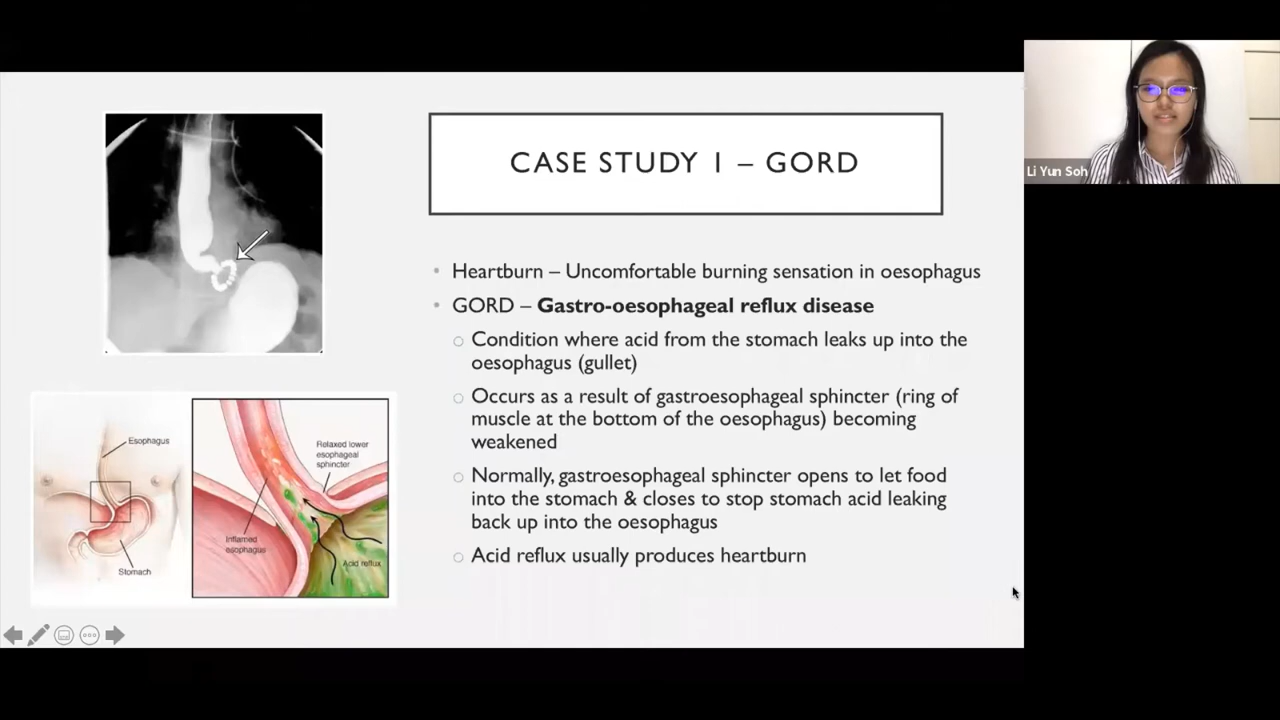 CASE STUDY 1 – GORD
Li Yun Soh
• Heartburn – Uncomfortable burning sensation in oesophagus
• GORD – Gastro-oesophageal reflux disease
○ Condition where acid from the stomach leaks up into the
oesophagus (gullet)
○ Occurs as a result of gastroesophageal sphincter (ring of
muscle at the bottom of the oesophagus) becoming
weakened
○ Normally, gastroesophageal sphincter opens to let food
into the stomach & closes to stop stomach acid leaking
back up into the oesophagus
○ Acid reflux usually produces heartburn
Esophagus
Stomach
Relaxed lower
esophageal
sphincter
Inflamed
esophagus
Acid reflux